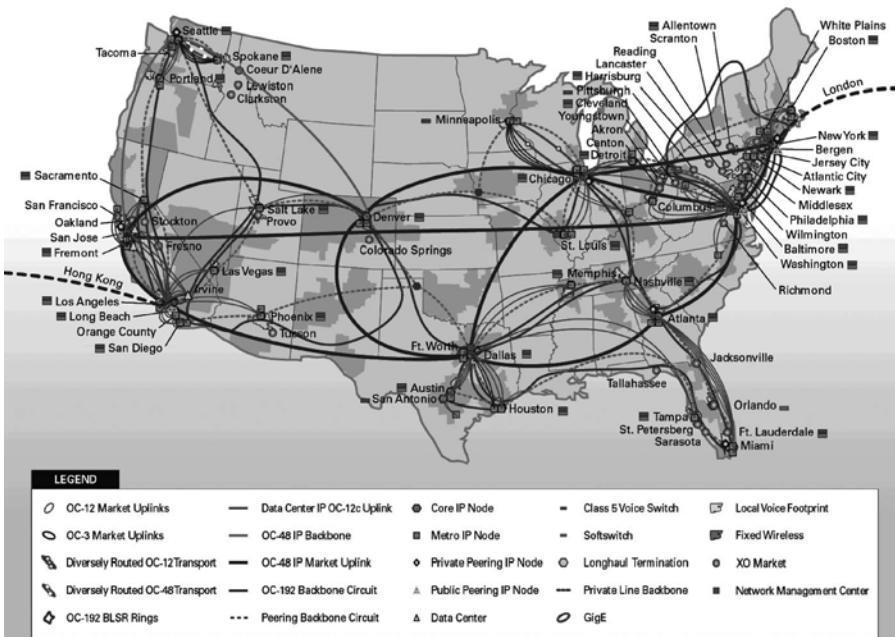 Seattle
Tacoma
Spokane
Coeur D'Alene
Lewiston
Clarkston
Portland
Minneapolis
Allentown
Scranton
Reading
Lancaster
Harrisburg
Pittsburgh
Cleveland
Youngstown
Akron
Canton
Detroit
White Plains
Boston
London
New York
Bergen
Jersey City
Atlantic City
Newark
Middlesex
Philadelphia
Wilmington
Baltimore
Washington
Richmond
Chicago
Columbus
Sacramento
San Francisco
Oakland
San Jose
Fremont
Stockton
Fresno
Salt Lake
Provo
Denver
Colorado Springs
St. Louis
Hong Kong
Las Vegas
Irvine
Los Angeles
Long Beach
Orange County
San Diego
Phoenix
Tucson
Memphis
Nashville
Atlanta
Ft. Worth
Dallas
Austin
San Antonio
Houston
Jacksonville
Tallahassee
Orlando
Tampa
St. Petersberg
Sarasota
Ft. Lauderdale
Miami
LEGEND
OC-12 Market Uplinks
OC-3 Market Uplinks
Diversely Routed OC-12 Transport
Diversely Routed OC-48 Transport
OC-192 BLSR Rings
Data Center IP OC-12c Uplink
OC-48 IP Backbone
OC-48 IP Market Uplink
OC-192 Backbone Circuit
Peering Backbone Circuit
Core IP Node
Metro IP Node
Private Peering IP Node
Public Peering IP Node
Data Center
Class 5 Voice Switch
Softswitch
Longhaul Termination
Private Line Backbone
GigE
Local Voice Footprint
Fixed Wireless
XO Market
Network Management Center